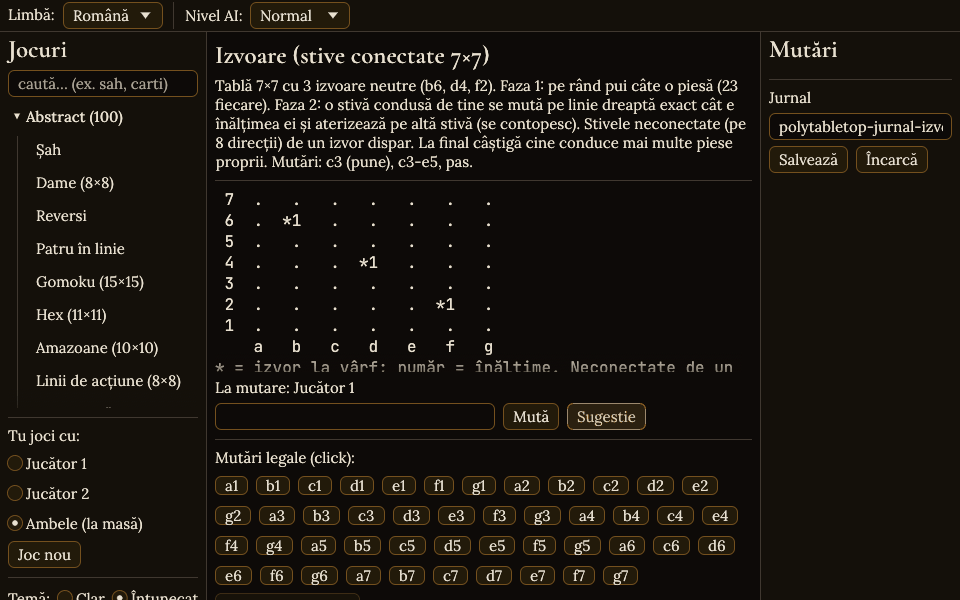 Limbă: Română ▼ Nivel AI: Normal ▼
Jocuri
caută... (ex. sah, carti)
▾ Abstract (100)
Șah
Dame (8×8)
Reversi
Patru în linie
Gomoku (15×15)
Hex (11×11)
Amazoane (10×10)
Linii de acțiune (8×8)
Tu joci cu:
Jucător 1
Jucător 2
Ambele (la masă)
Joc nou
Temă: Clar Întunecat
Izvoare (stive conectate 7×7)
Tablă 7×7 cu 3 izvoare neutre (b6, d4, f2). Faza 1: pe rând pui câte o piesă (23
fiecare). Faza 2: o stivă condusă de tine se mută pe linie dreaptă exact cât e
înălțimea ei și aterizează pe altă stivă (se contopesc). Stivele neconectate (pe
8 direcții) de un izvor dispar. La final câștigă cine conduce mai multe piese
proprii. Mutări: c3 (pune), c3-e5, pas.
7 . . . . . . .
6 . *1 . . . . .
5 . . . . . . .
4 . . . *1 . . .
3 . . . . . . .
2 . . . . . *1 .
1 . . . . . . .
a b c d e f g
* = izvor la vârf; număr = înălțime. Neconectate de un
La mutare: Jucător 1
Mută Sugestie
Mutări legale (click):
a1 b1 c1 d1 e1 f1 g1 a2 b2 c2 d2 e2
g2 a3 b3 c3 d3 e3 f3 g3 a4 b4 c4 e4
f4 g4 a5 b5 c5 d5 e5 f5 g5 a6 c6 d6
e6 f6 g6 a7 b7 c7 d7 e7 f7 g7
Mutări
Jurnal
polytabletop-jurnal-izv
Salvează Încarcă